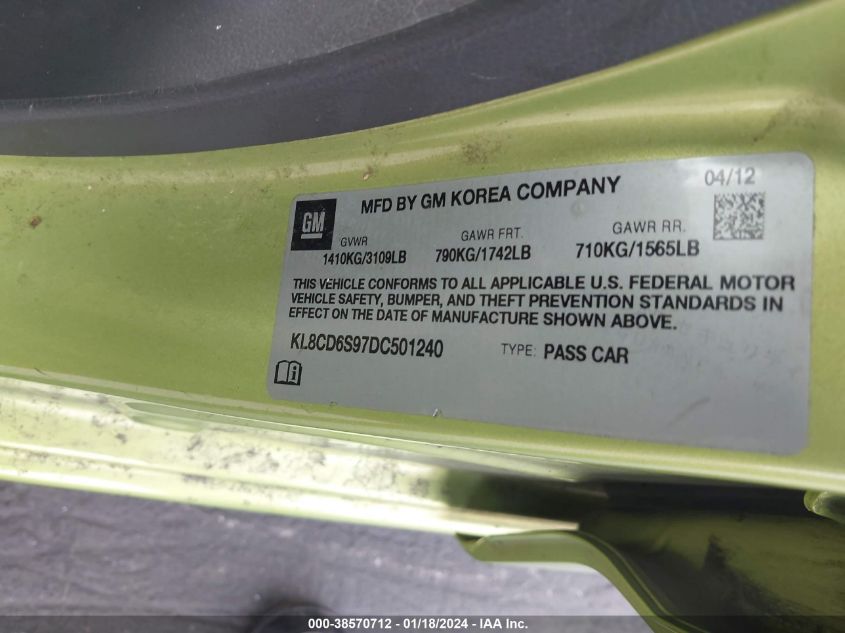 GM
MFD BY GM KOREA COMPANY
04/12
GVWR
GAWR FRT.
GAWR RR.
1410KG/3109LB
790KG/1742LB
710KG/1565LB
THIS VEHICLE CONFORMS TO ALL APPLICABLE U.S. FEDERAL MOTOR
VEHICLE SAFETY, BUMPER, AND THEFT PREVENTION STANDARDS IN
EFFECT ON THE DATE OF MANUFACTURE SHOWN ABOVE.
KL8CD6S97DC501240
TYPE: PASS CAR
000-38570712 - 01/18/2024 - IAA Inc.